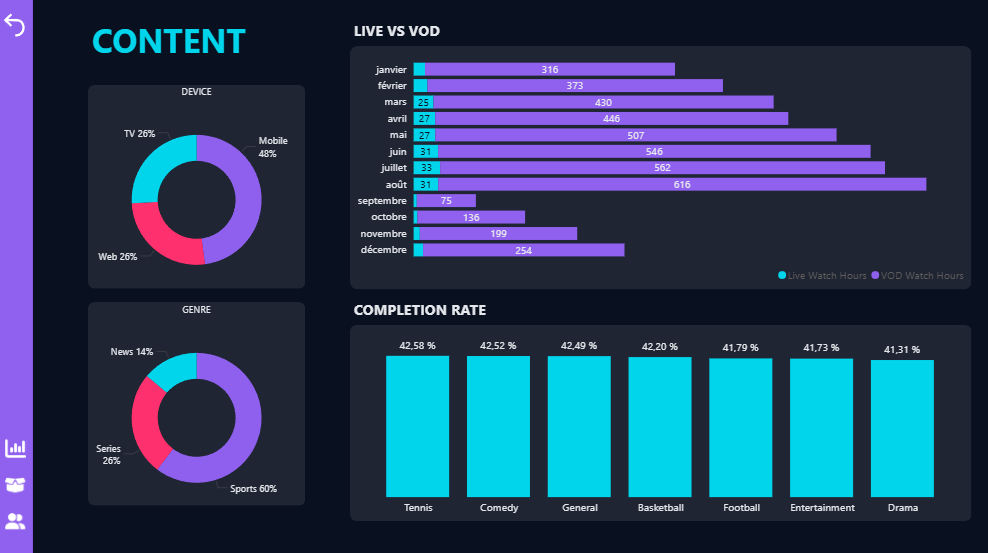 CONTENT
DEVICE
TV 26%
Mobile
48%
Web 26%
GENRE
News 14%
Series
26%
Sports 60%
LIVE VS VOD
janvier 316
février 373
mars 25 430
avril 27 446
mai 27 507
juin 31 546
juillet 33 562
août 31 616
septembre 75
octobre 136
novembre 199
décembre 254
Live Watch Hours VOD Watch Hours
COMPLETION RATE
42,58 % 42,52 % 42,49 % 42,20 % 41,79 % 41,73 % 41,31 %
Tennis Comedy General Basketball Football Entertainment Drama